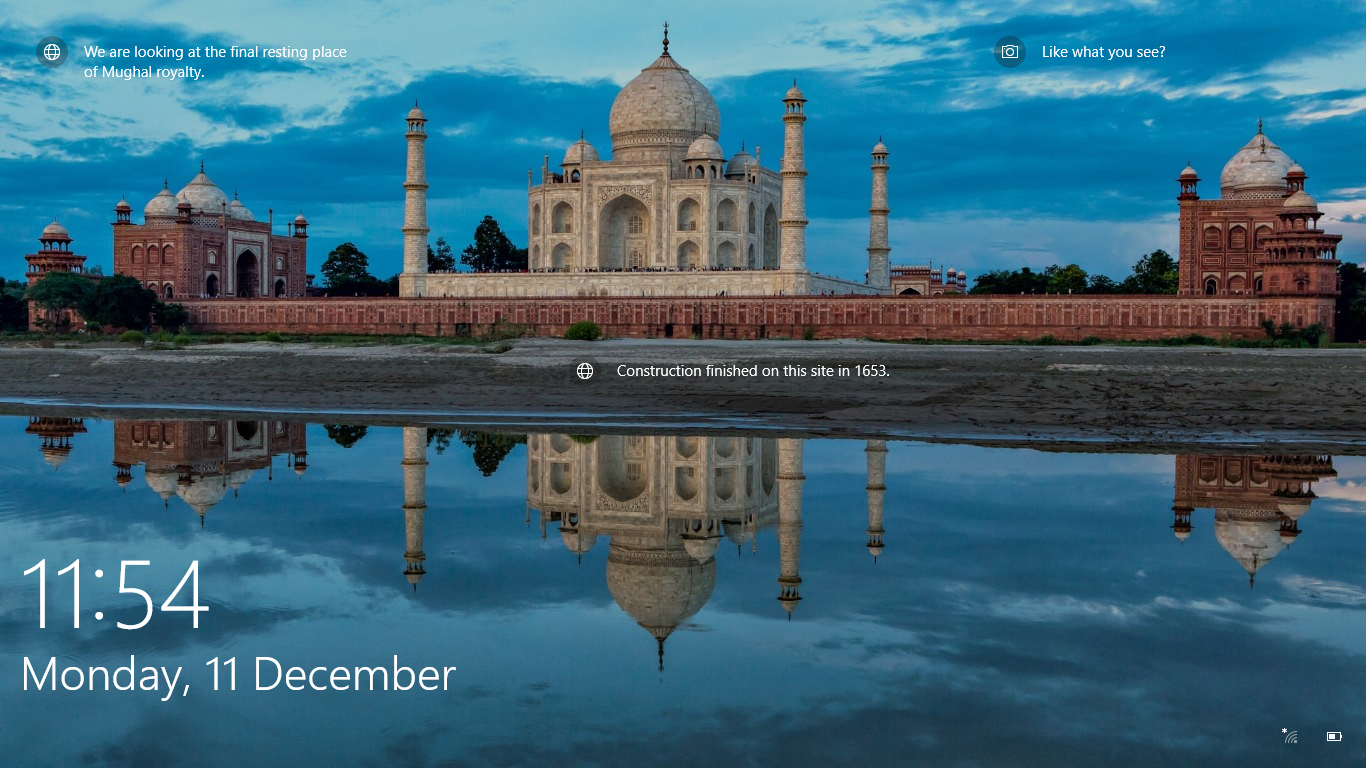 We are looking at the final resting place
of Mughal royalty.
Like what you see?
Construction finished on this site in 1653.
11:54
Monday, 11 December